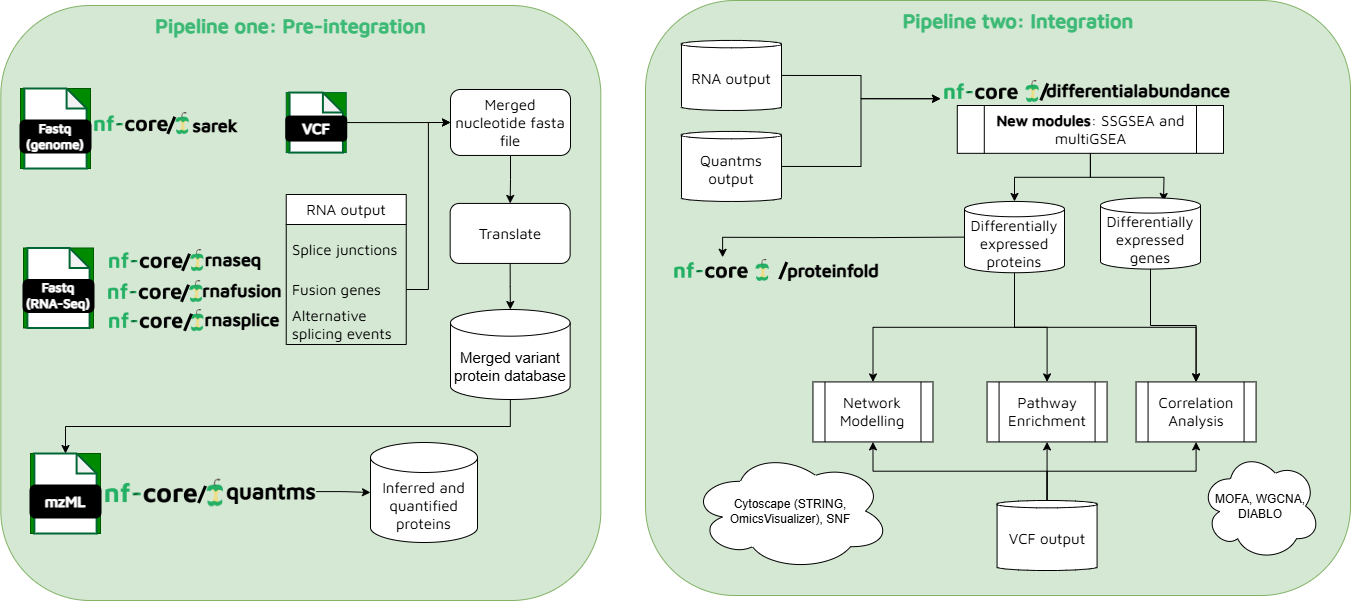 Pipeline one: Pre-integration
Fastq
(genome)
nf-core/sarek
VCF
Merged
nucleotide fasta
file
RNA output
Splice junctions
Fusion genes
Alternative
splicing events
Translate
Fastq
(RNA-Seq)
nf-core/rnaseq
nf-core/rnafusion
nf-core/rnasplice
Merged variant
protein database
mzML
nf-core/quantms
Inferred and
quantified
proteins
Pipeline two: Integration
RNA output
Quantms
output
nf-core /differentialabundance
New modules: SSGSEA and
multiGSEA
Differentially
expressed
proteins
Differentially
expressed
genes
nf-core /proteinfold
Network
Modelling
Pathway
Enrichment
Correlation
Analysis
Cytoscape (STRING,
OmicsVisualizer), SNF
VCF output
MOFA, WGCNA,
DIABLO